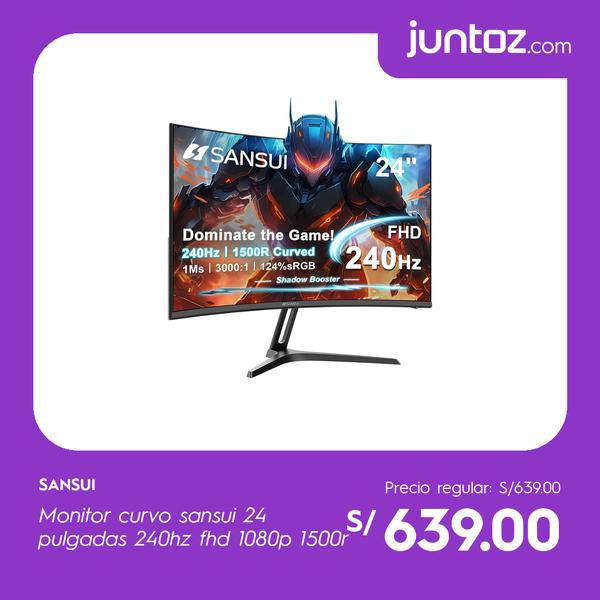 juntoz.com
SANSUI
24"
Dominate the Game!
FHD
240Hz | 1500R Curved
240Hz
1Ms | 3000:1 | 124%sRGB
Shadow Booster
SANSUI
SANSUI
Precio regular: S/639.00
Monitor curvo sansui 24
pulgadas 240hz fhd 1080p 1500r
S/ 639.00